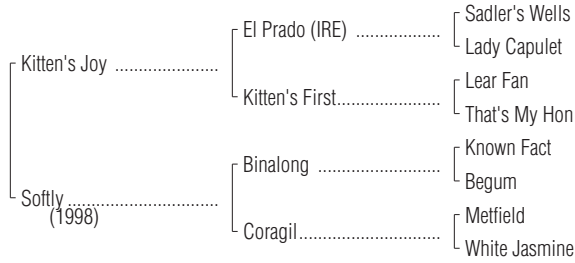 Sadler's Wells
El Prado (IRE) ...................
Lady Capulet
Kitten's Joy .......................
Lear Fan
Kitten's First.......................
That's My Hon
Known Fact
Binalong ...........................
Begum
Softly...................................
(1998)
Metfield
Coragil................................
White Jasmine